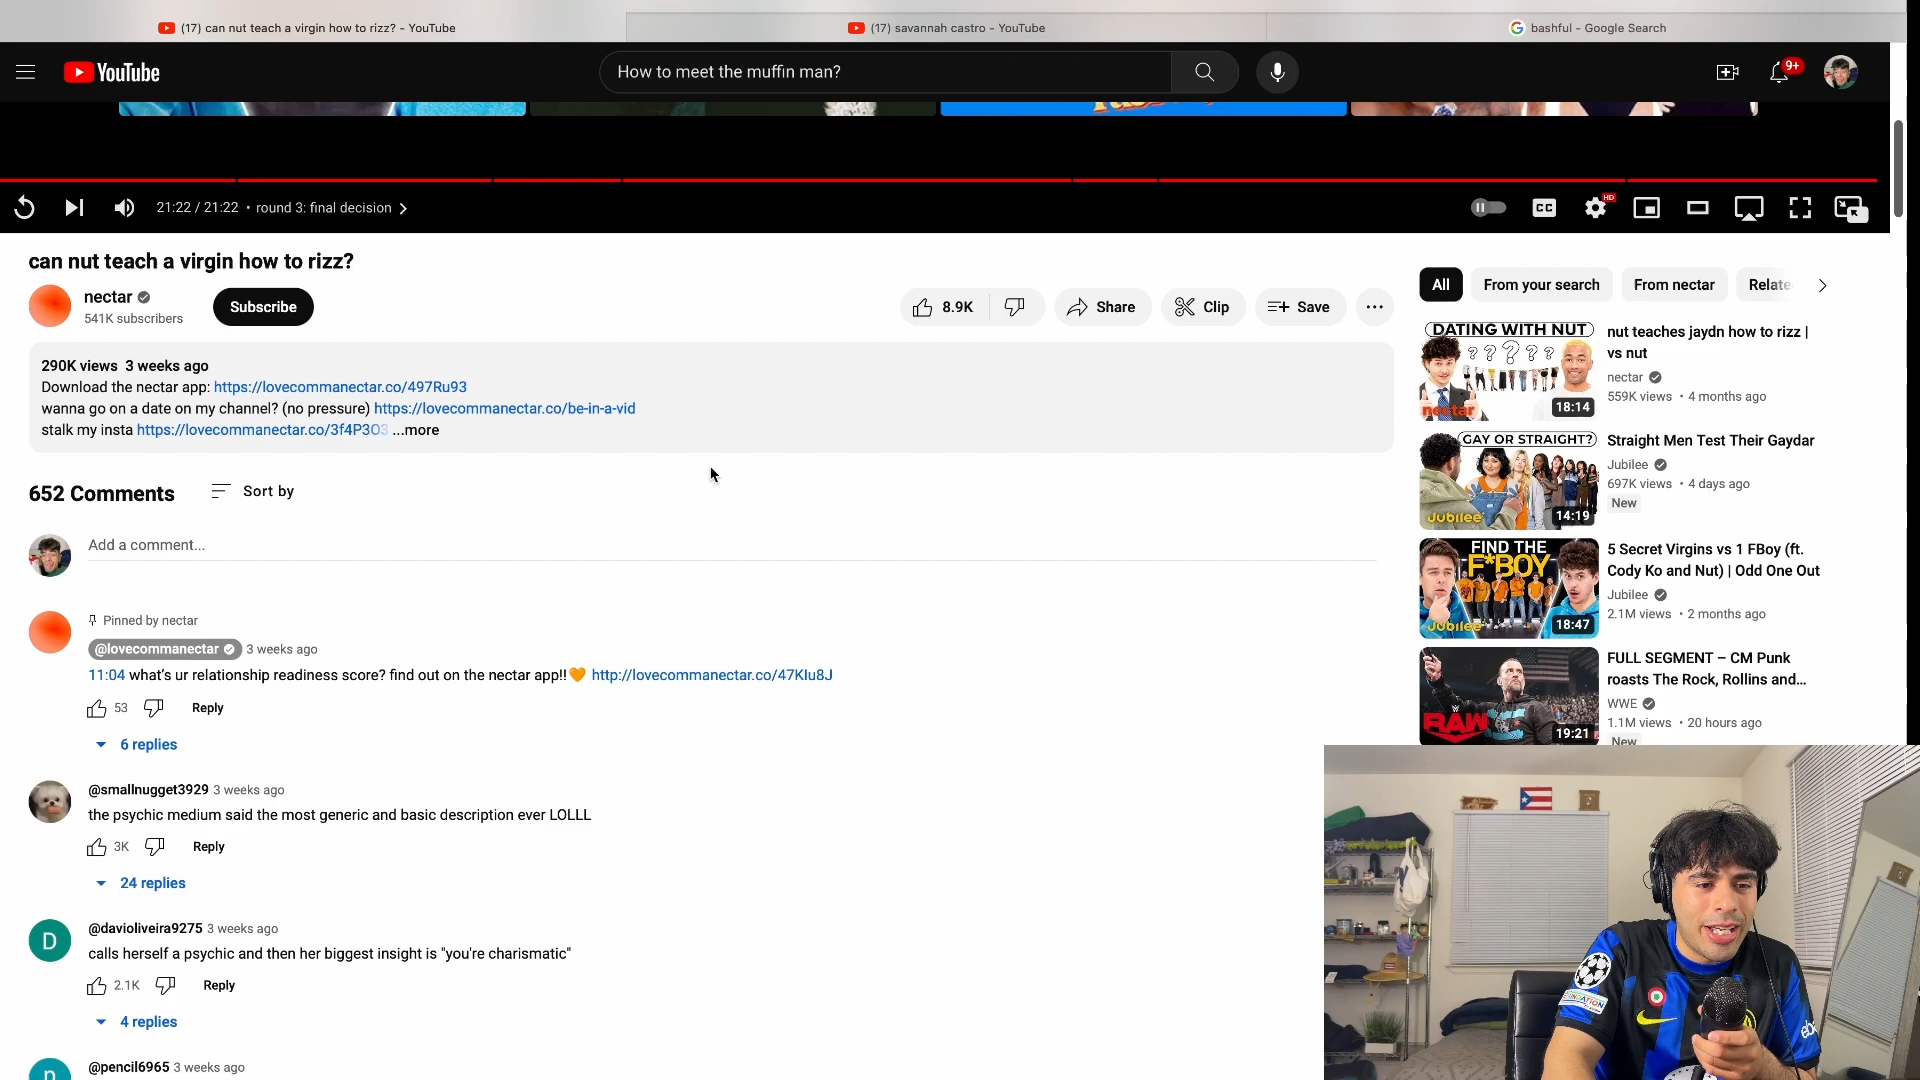 (17) can nut teach a virgin how to rizz? - YouTube
(17) savannah castro - YouTube
bashful - Google Search
YouTube
How to meet the muffin man?
9+
21:22 / 21:22 • round 3: final decision
CC
HD
can nut teach a virgin how to rizz?
nectar
541K subscribers
Subscribe
8.9K
Share
Clip
Save
290K views 3 weeks ago
Download the nectar app: https://lovecommanectar.co/497Ru93
wanna go on a date on my channel? (no pressure) https://lovecommanectar.co/be-in-a-vid
stalk my insta https://lovecommanectar.co/3f4P3O3 ...more
652 Comments
Sort by
Add a comment...
Pinned by nectar
@lovecommanectar 3 weeks ago
11:04 what's ur relationship readiness score? find out on the nectar app!!🧡 http://lovecommanectar.co/47KIu8J
53
Reply
6 replies
@smallnugget3929 3 weeks ago
the psychic medium said the most generic and basic description ever LOLLL
3K
Reply
24 replies
D
@davioliveira9275 3 weeks ago
calls herself a psychic and then her biggest insight is "you're charismatic"
2.1K
Reply
4 replies
@pencil6965 3 weeks ago
All
From your search
From nectar
Relate
DATING WITH NUT
? ? ? ? ?
nectar
18:14
nut teaches jaydn how to rizz |
vs nut
nectar
559K views • 4 months ago
GAY OR STRAIGHT?
Jubilee
14:19
Straight Men Test Their Gaydar
Jubilee
697K views • 4 days ago
New
FIND THE
F*BOY
Jubilee
18:47
5 Secret Virgins vs 1 FBoy (ft.
Cody Ko and Nut) | Odd One Out
Jubilee
2.1M views • 2 months ago
RAW
19:21
FULL SEGMENT – CM Punk
roasts The Rock, Rollins and...
WWE
1.1M views • 20 hours ago
New